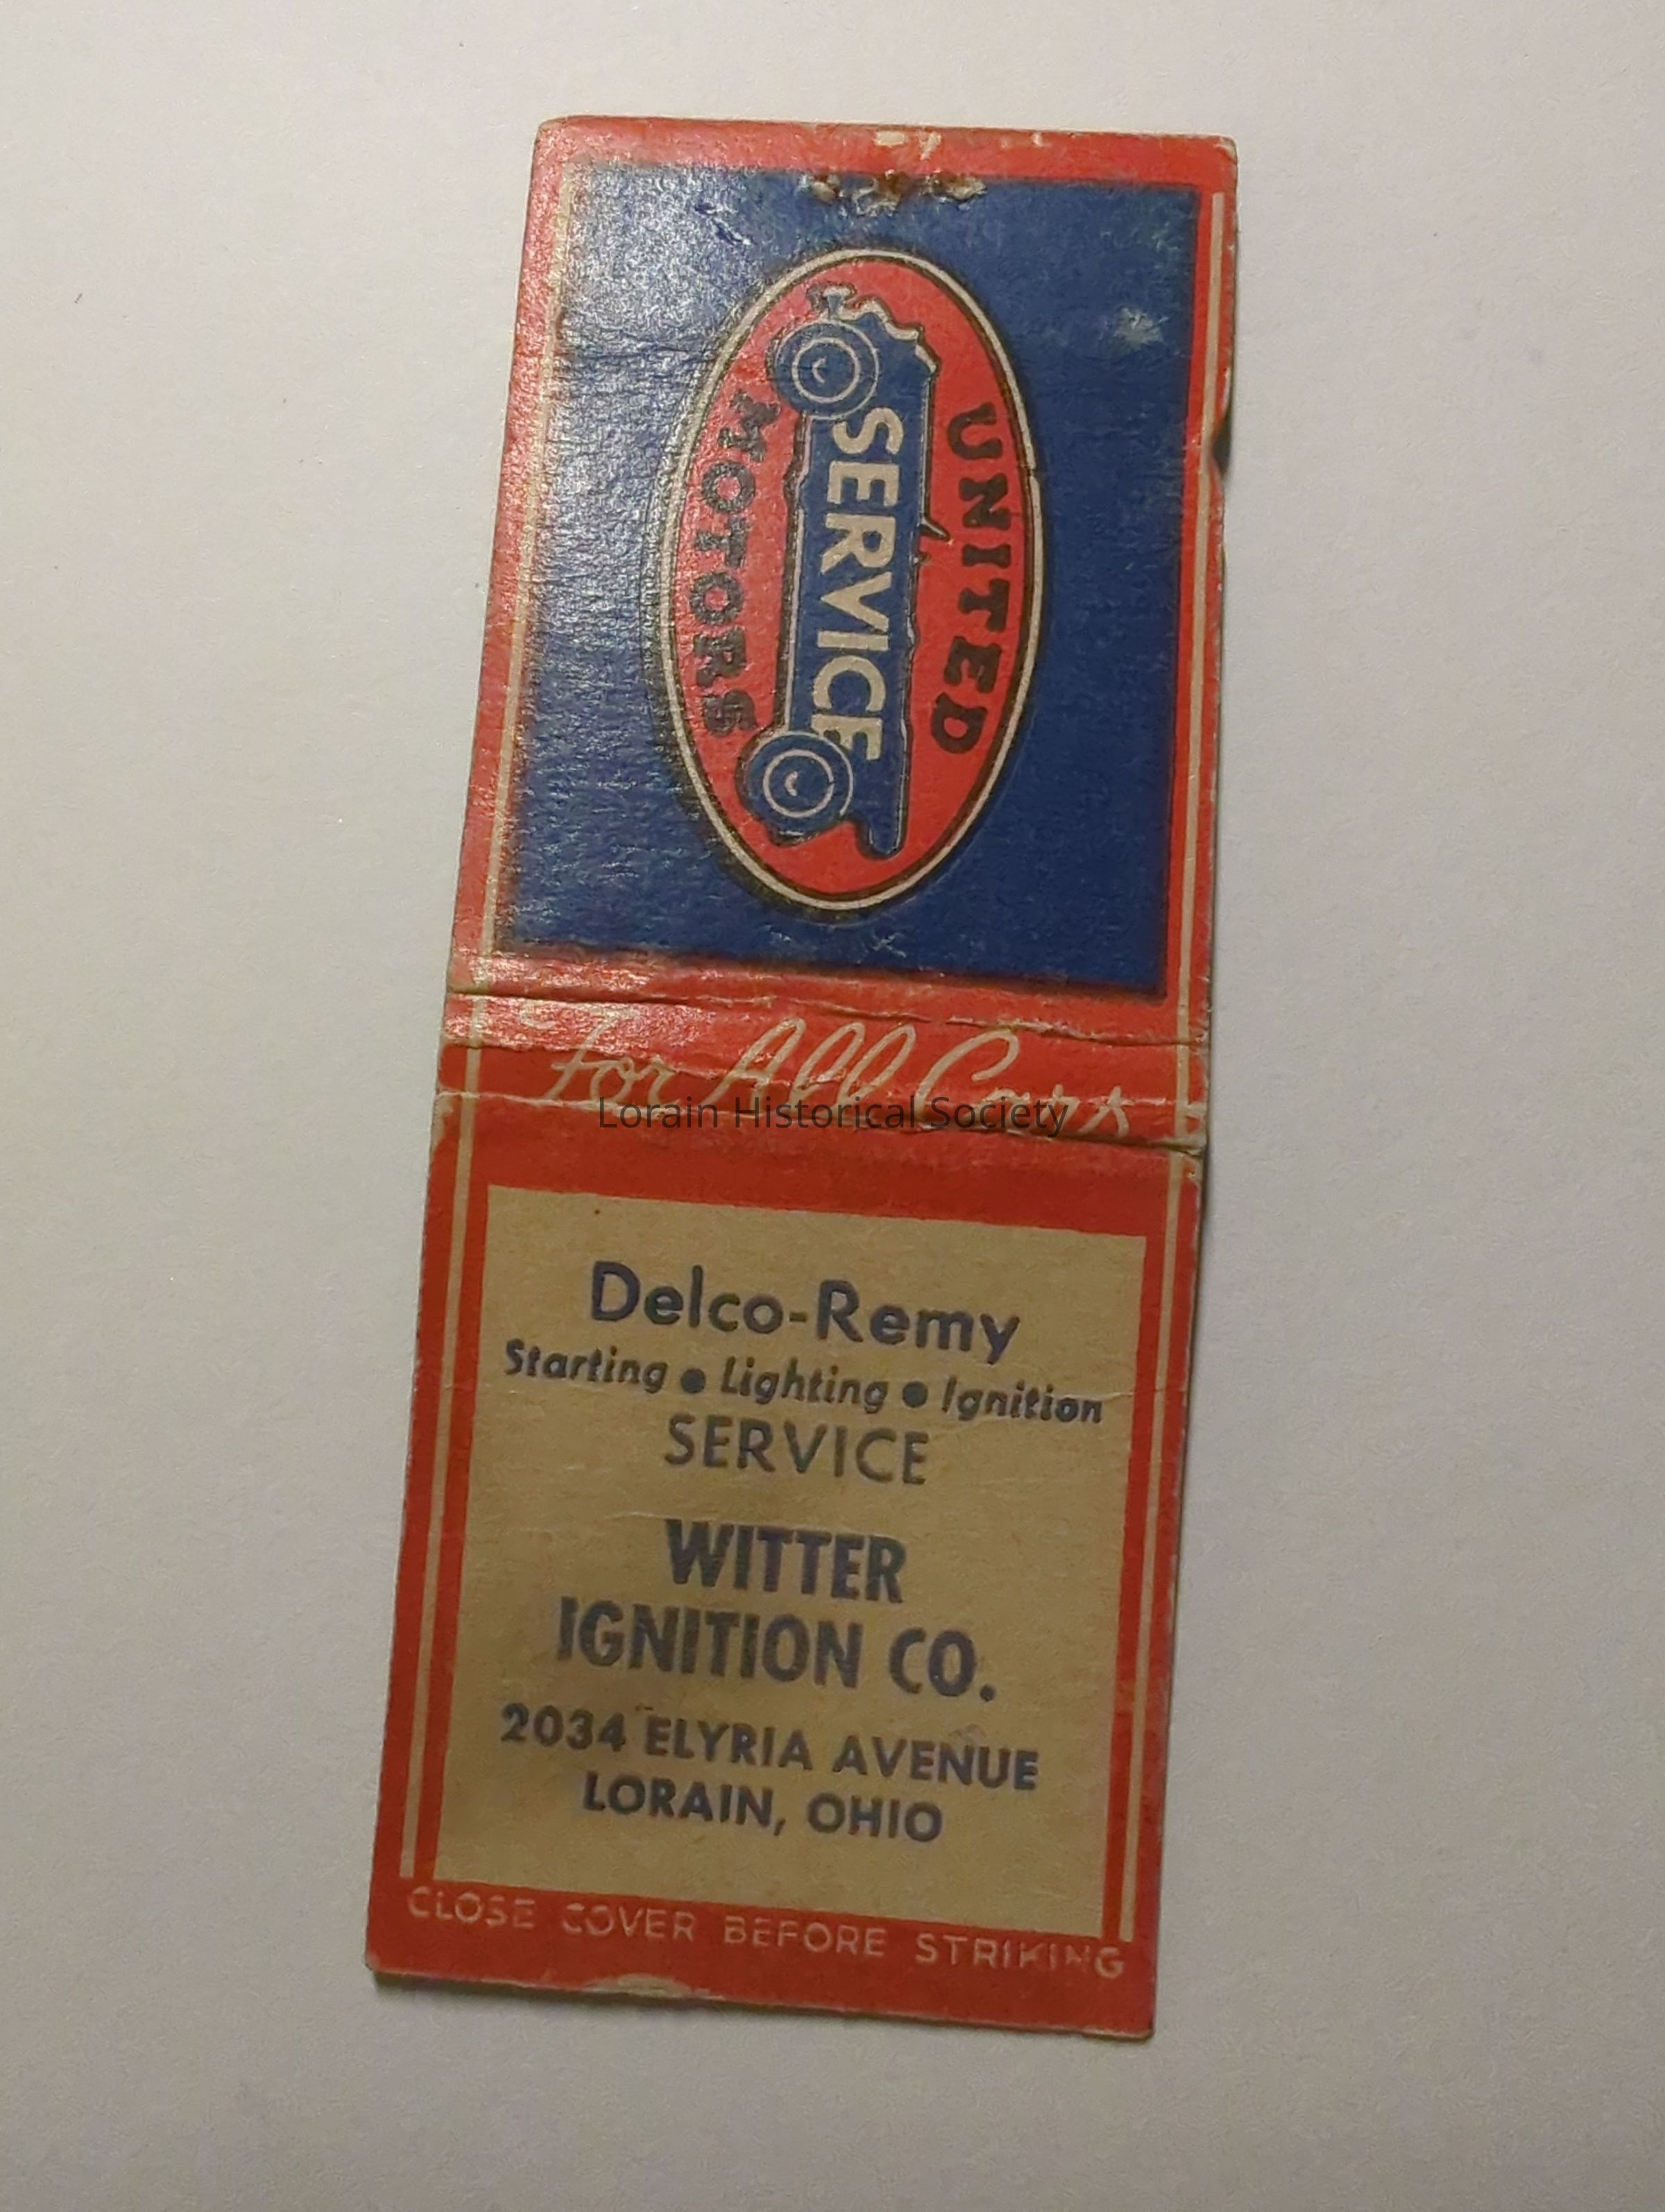 UNITED
SERVICE
MOTORS
For All Cars
Lorain Historical Society
Delco-Remy
Starting • Lighting • Ignition
SERVICE
WITTER
IGNITION CO.
2034 ELYRIA AVENUE
LORAIN, OHIO
CLOSE COVER BEFORE STRIKING